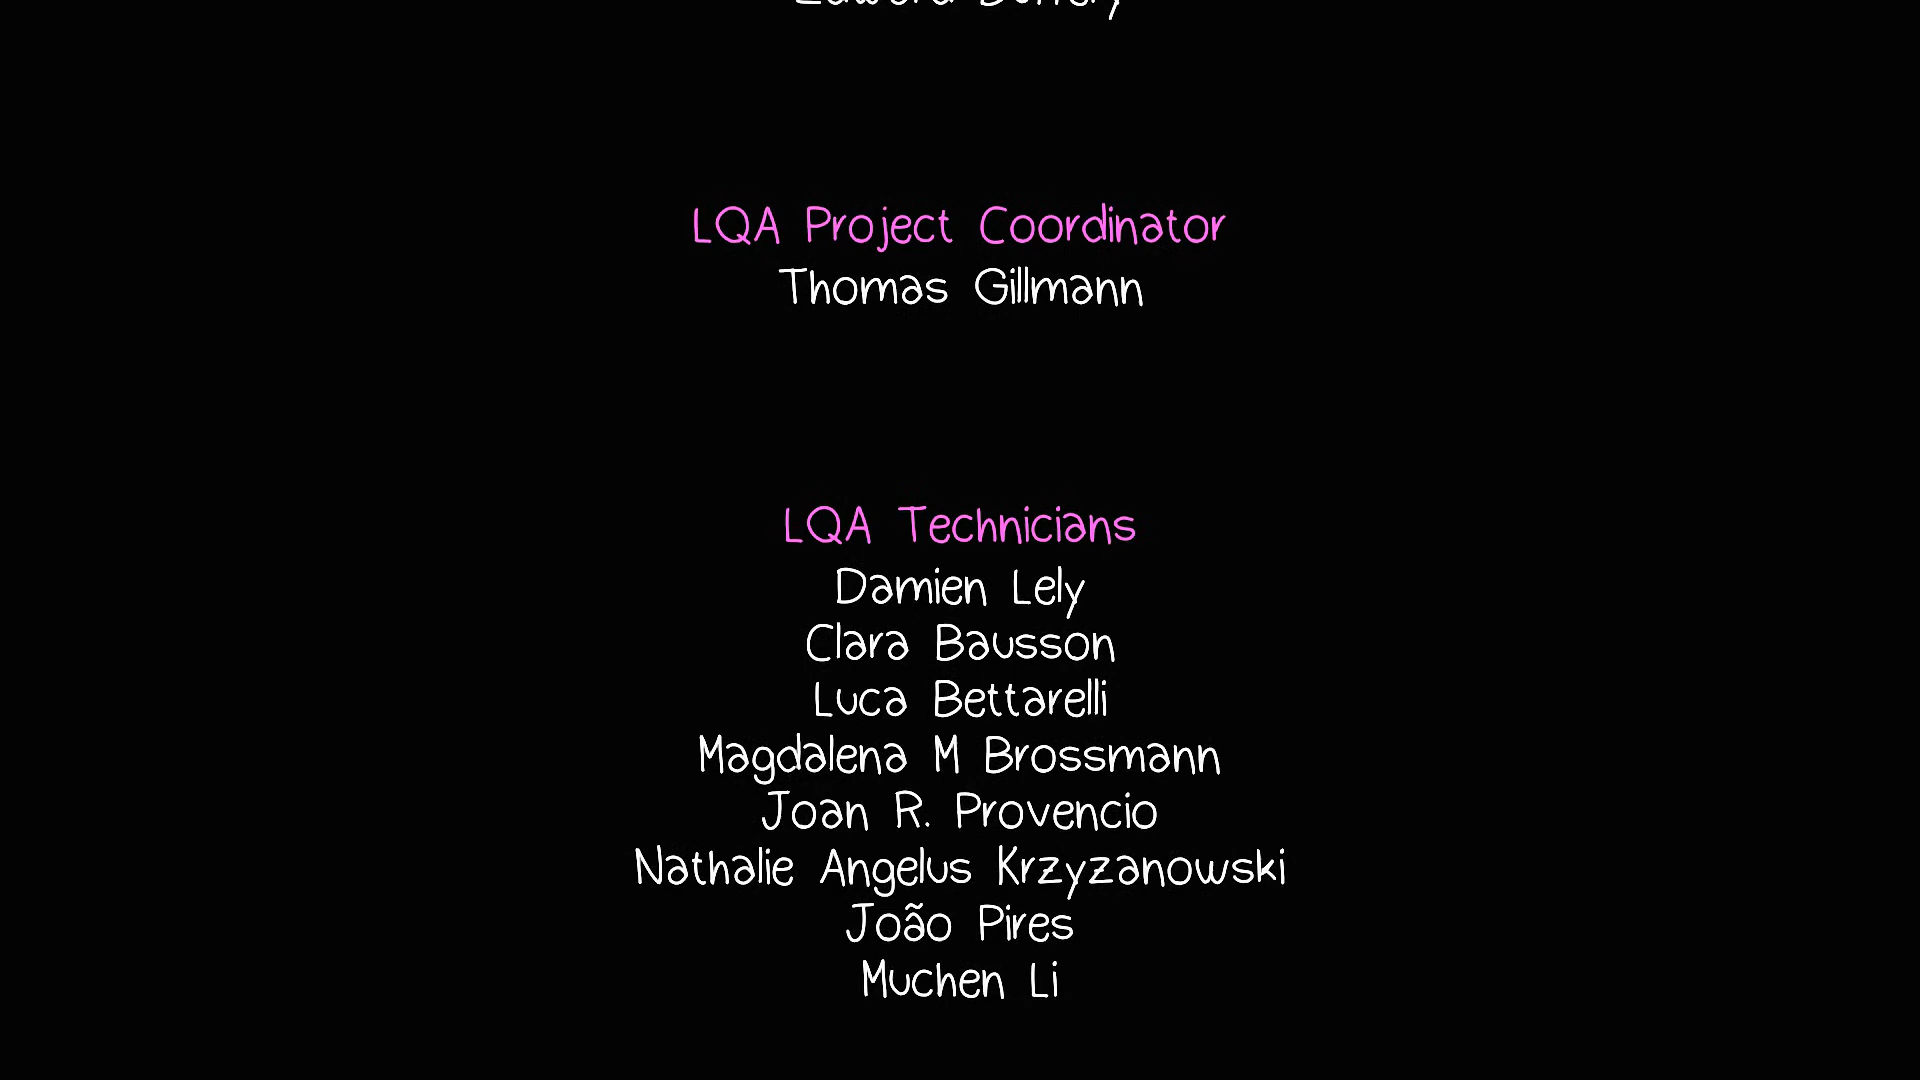 LQA Project Coordinator
Thomas Gillmann
LQA Technicians
Damien Lely
Clara Bausson
Luca Bettarelli
Magdalena M Brossmann
Joan R. Provencio
Nathalie Angelus Krzyzanowski
João Pires
Muchen Li